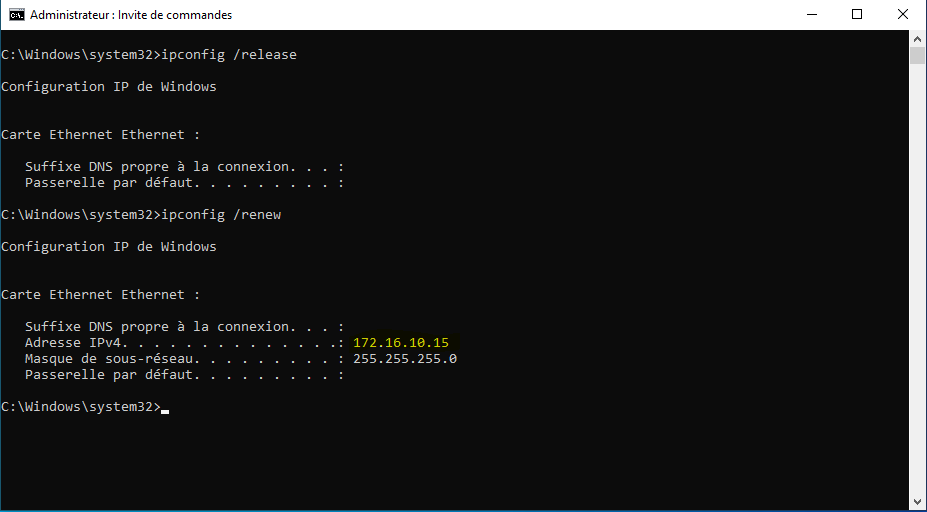 Administrateur : Invite de commandes
C:\Windows\system32>ipconfig /release
Configuration IP de Windows
Carte Ethernet Ethernet :
   Suffixe DNS propre à la connexion. . . :
   Passerelle par défaut. . . . . . . . . :
C:\Windows\system32>ipconfig /renew
Configuration IP de Windows
Carte Ethernet Ethernet :
   Suffixe DNS propre à la connexion. . . :
   Adresse IPv4. . . . . . . . . . . . . .: 172.16.10.15
   Masque de sous-réseau. . . . . . . . . : 255.255.255.0
   Passerelle par défaut. . . . . . . . . :
C:\Windows\system32>